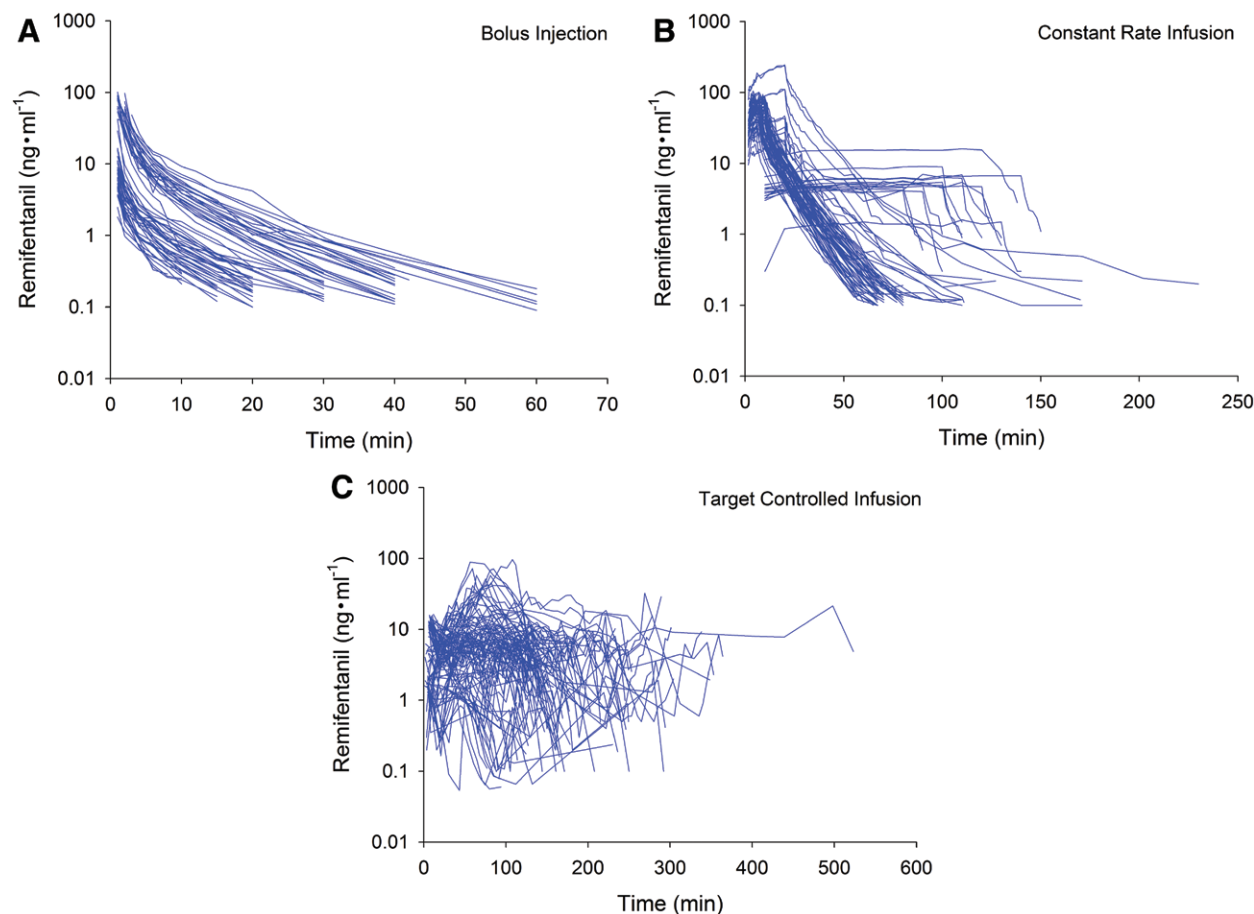 A
Bolus Injection
1000
100
10
1
0.1
0.01
Remifentanil (ng•ml⁻¹)
0 10 20 30 40 50 60 70
Time (min)
B
Constant Rate Infusion
1000
100
10
1
0.1
0.01
Remifentanil (ng•ml⁻¹)
0 50 100 150 200 250
Time (min)
C
Target Controlled Infusion
1000
100
10
1
0.1
0.01
Remifentanil (ng•ml⁻¹)
0 100 200 300 400 500 600
Time (min)